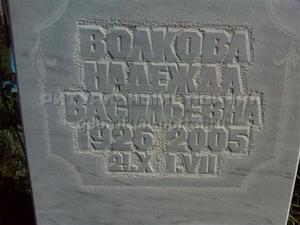 ВОЛКОВА
НАДЕЖДА
ВАСИЛЬЕВНА
1926 2005
21.X 1.VII